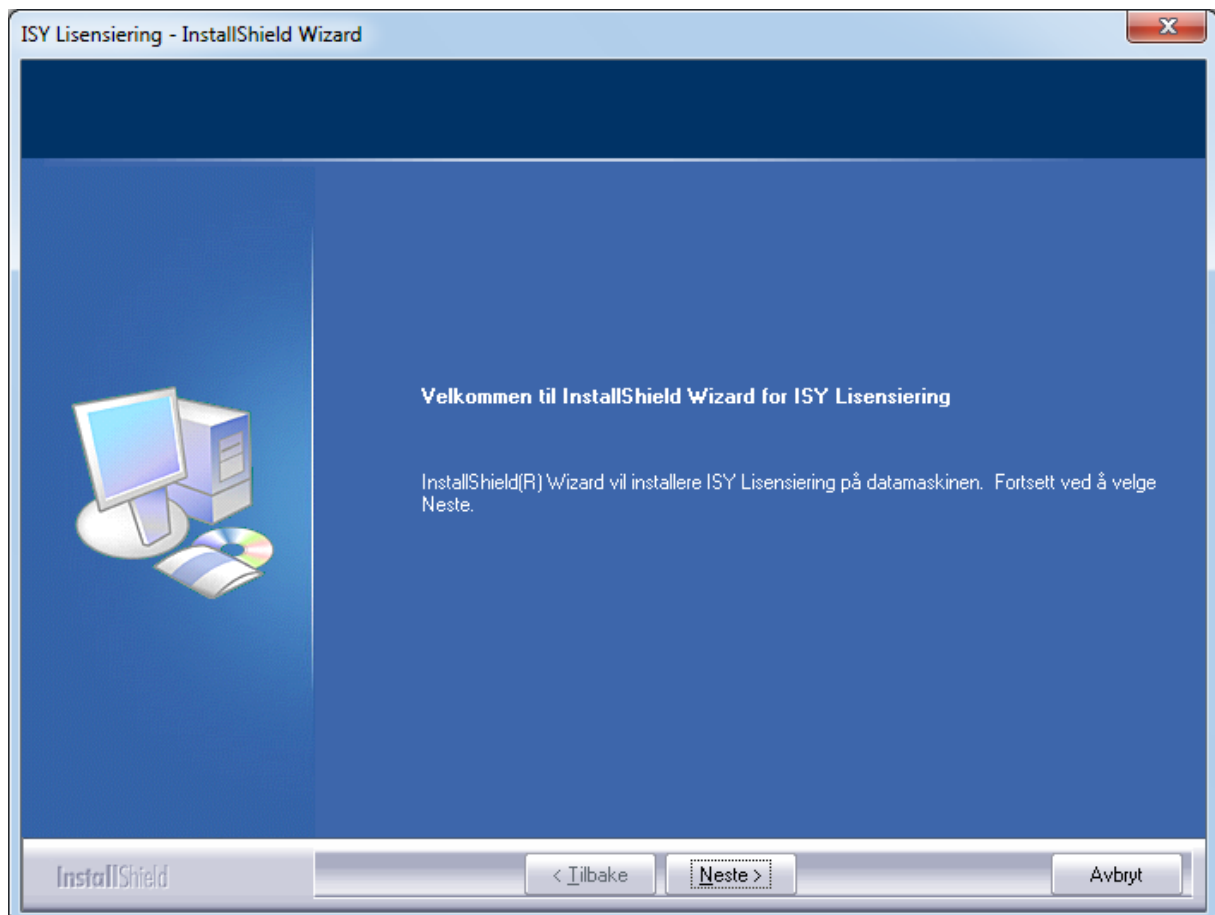 ISY Lisensiering - InstallShield Wizard
Velkommen til InstallShield Wizard for ISY Lisensiering
InstallShield(R) Wizard vil installere ISY Lisensiering på datamaskinen.  Fortsett ved å velge
Neste.
InstallShield
< Tilbake
Neste >
Avbryt